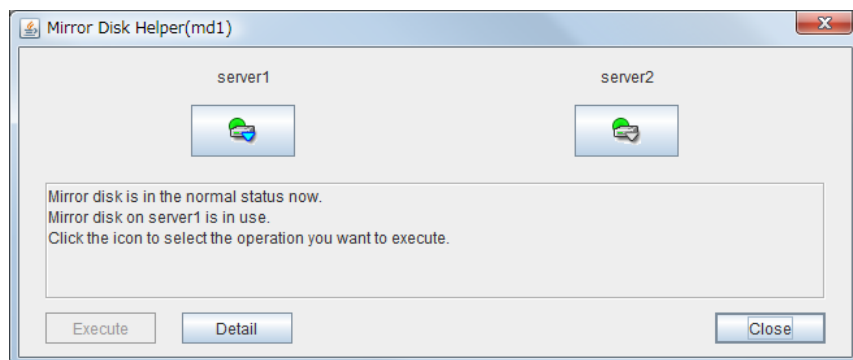 Mirror Disk Helper(md1)
server1
server2
Mirror disk is in the normal status now.
Mirror disk on server1 is in use.
Click the icon to select the operation you want to execute.
Execute
Detail
Close